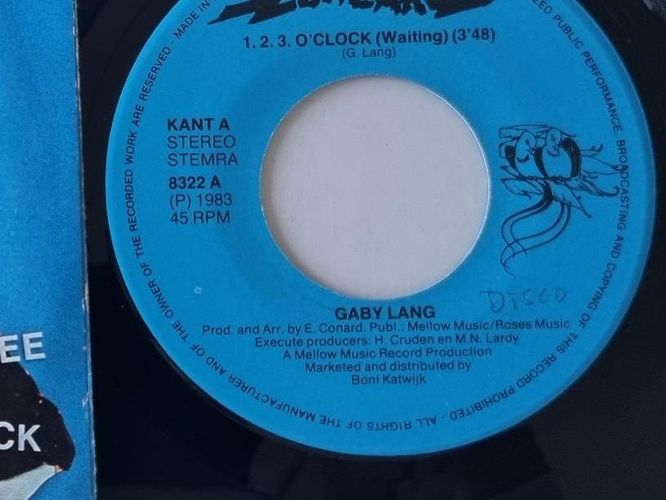 1. 2. 3. O'CLOCK (Waiting) (3'48)
(G. Lang)
KANT A
STEREO
STEMRA
8322 A
(P) 1983
45 RPM
GABY LANG
DISCO
Prod. and Arr. by E. Conard. Publ.: Mellow Music/Roses Music
Execute producers: H. Cruden en M.N. Lardy
A Mellow Music Record Production
Marketed and distributed by
Boni Katwijk
PUBLIC PERFORMANCE, BROADCASTING AND COPYING OF THIS RECORD PROHIBITED - ALL RIGHTS OF THE MANUFACTURER AND OF THE OWNER OF THE RECORDED WORK ARE RESERVED - MADE IN
EE
CK